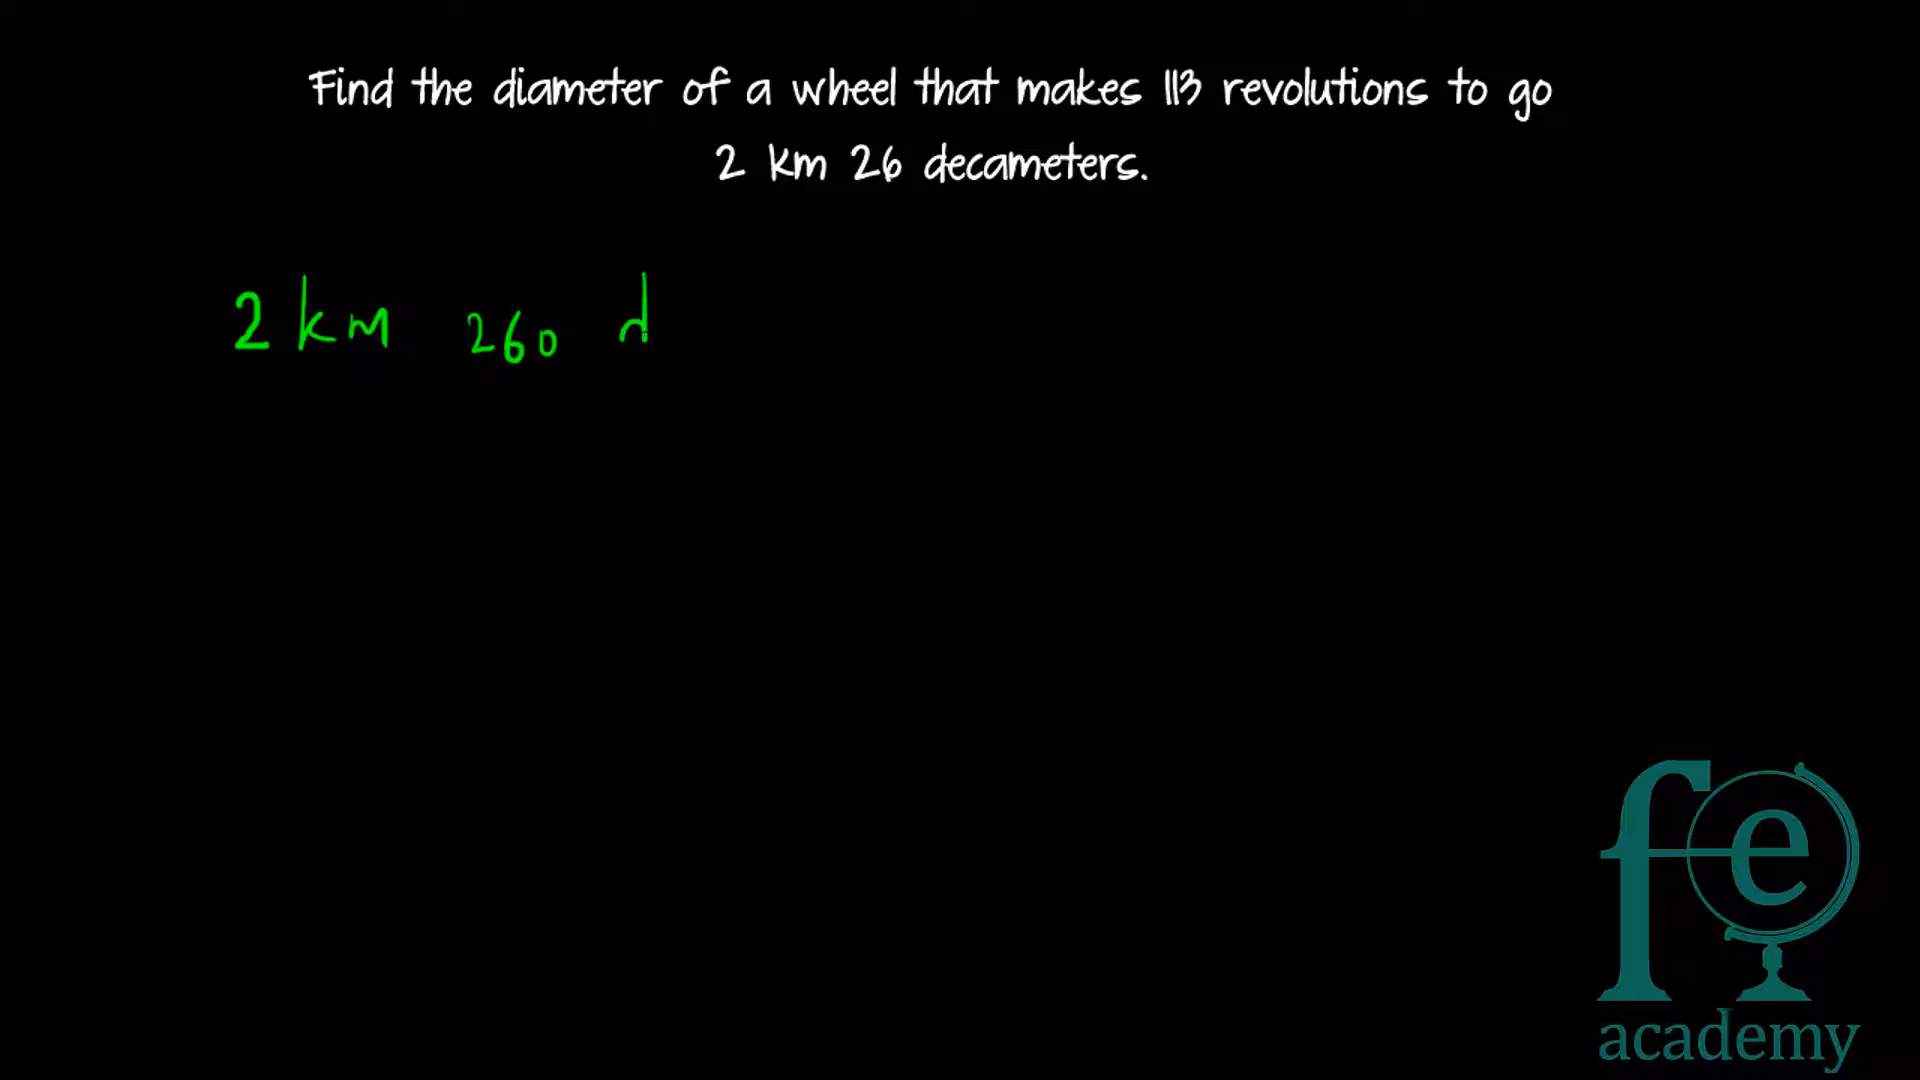 Find the diameter of a wheel that makes 113 revolutions to go
2 km 26 decameters.
2 km 260 d
fe
academy